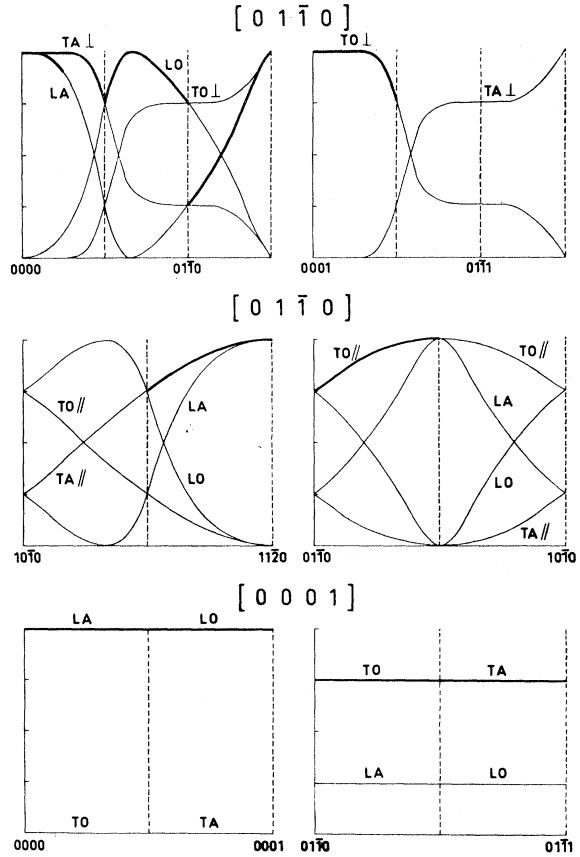 [ 0 1 1̄ 0 ]
TA⊥ LO TO⊥ LA
TO⊥ TA⊥
0000 011̄0
0001 011̄1
[ 0 1 1̄ 0 ]
TO// LA TA// LO
TO// TO// LA LO TA//
101̄0 112̄0
011̄0 101̄0
[ 0 0 0 1 ]
LA LO
TO TA
TO TA
LA LO
0000 0001
011̄0 011̄1